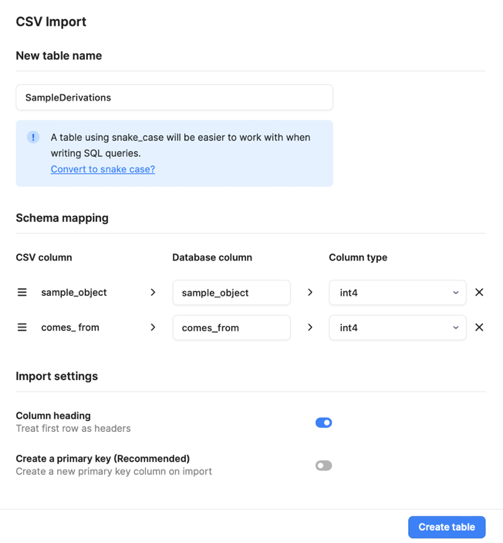 CSV Import
New table name
SampleDerivations
! A table using snake_case will be easier to work with when
writing SQL queries.
Convert to snake case?
Schema mapping
CSV column Database column Column type
sample_object sample_object int4
comes_ from comes_from int4
Import settings
Column heading
Treat first row as headers
Create a primary key (Recommended)
Create a new primary key column on import
Create table